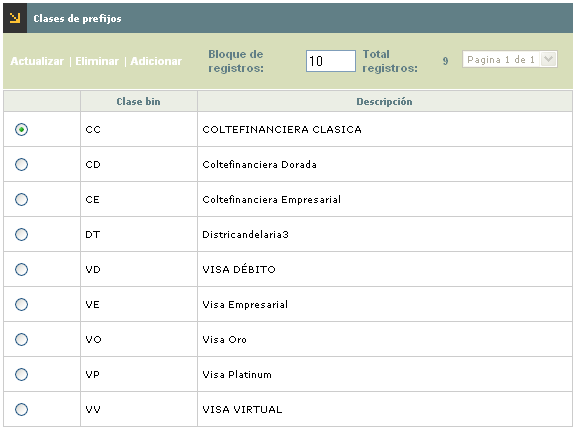 Clases de prefijos
Actualizar | Eliminar | Adicionar Bloque de registros: 10 Total registros: 9 Pagina 1 de 1
Clase bin Descripción
CC COLTEFINANCIERA CLASICA
CD Coltefinanciera Dorada
CE Coltefinanciera Empresarial
DT Districandelaria3
VD VISA DÉBITO
VE Visa Empresarial
VO Visa Oro
VP Visa Platinum
VV VISA VIRTUAL